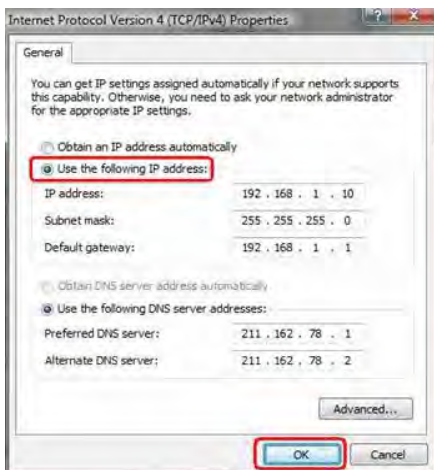 Internet Protocol Version 4 (TCP/IPv4) Properties
General
You can get IP settings assigned automatically if your network supports
this capability. Otherwise, you need to ask your network administrator
for the appropriate IP settings.
Obtain an IP address automatically
Use the following IP address:
IP address: 192 . 168 . 1 . 10
Subnet mask: 255 . 255 . 255 . 0
Default gateway: 192 . 168 . 1 . 1
Obtain DNS server address automatically
Use the following DNS server addresses:
Preferred DNS server: 211 . 162 . 78 . 1
Alternate DNS server: 211 . 162 . 78 . 2
Advanced...
OK Cancel